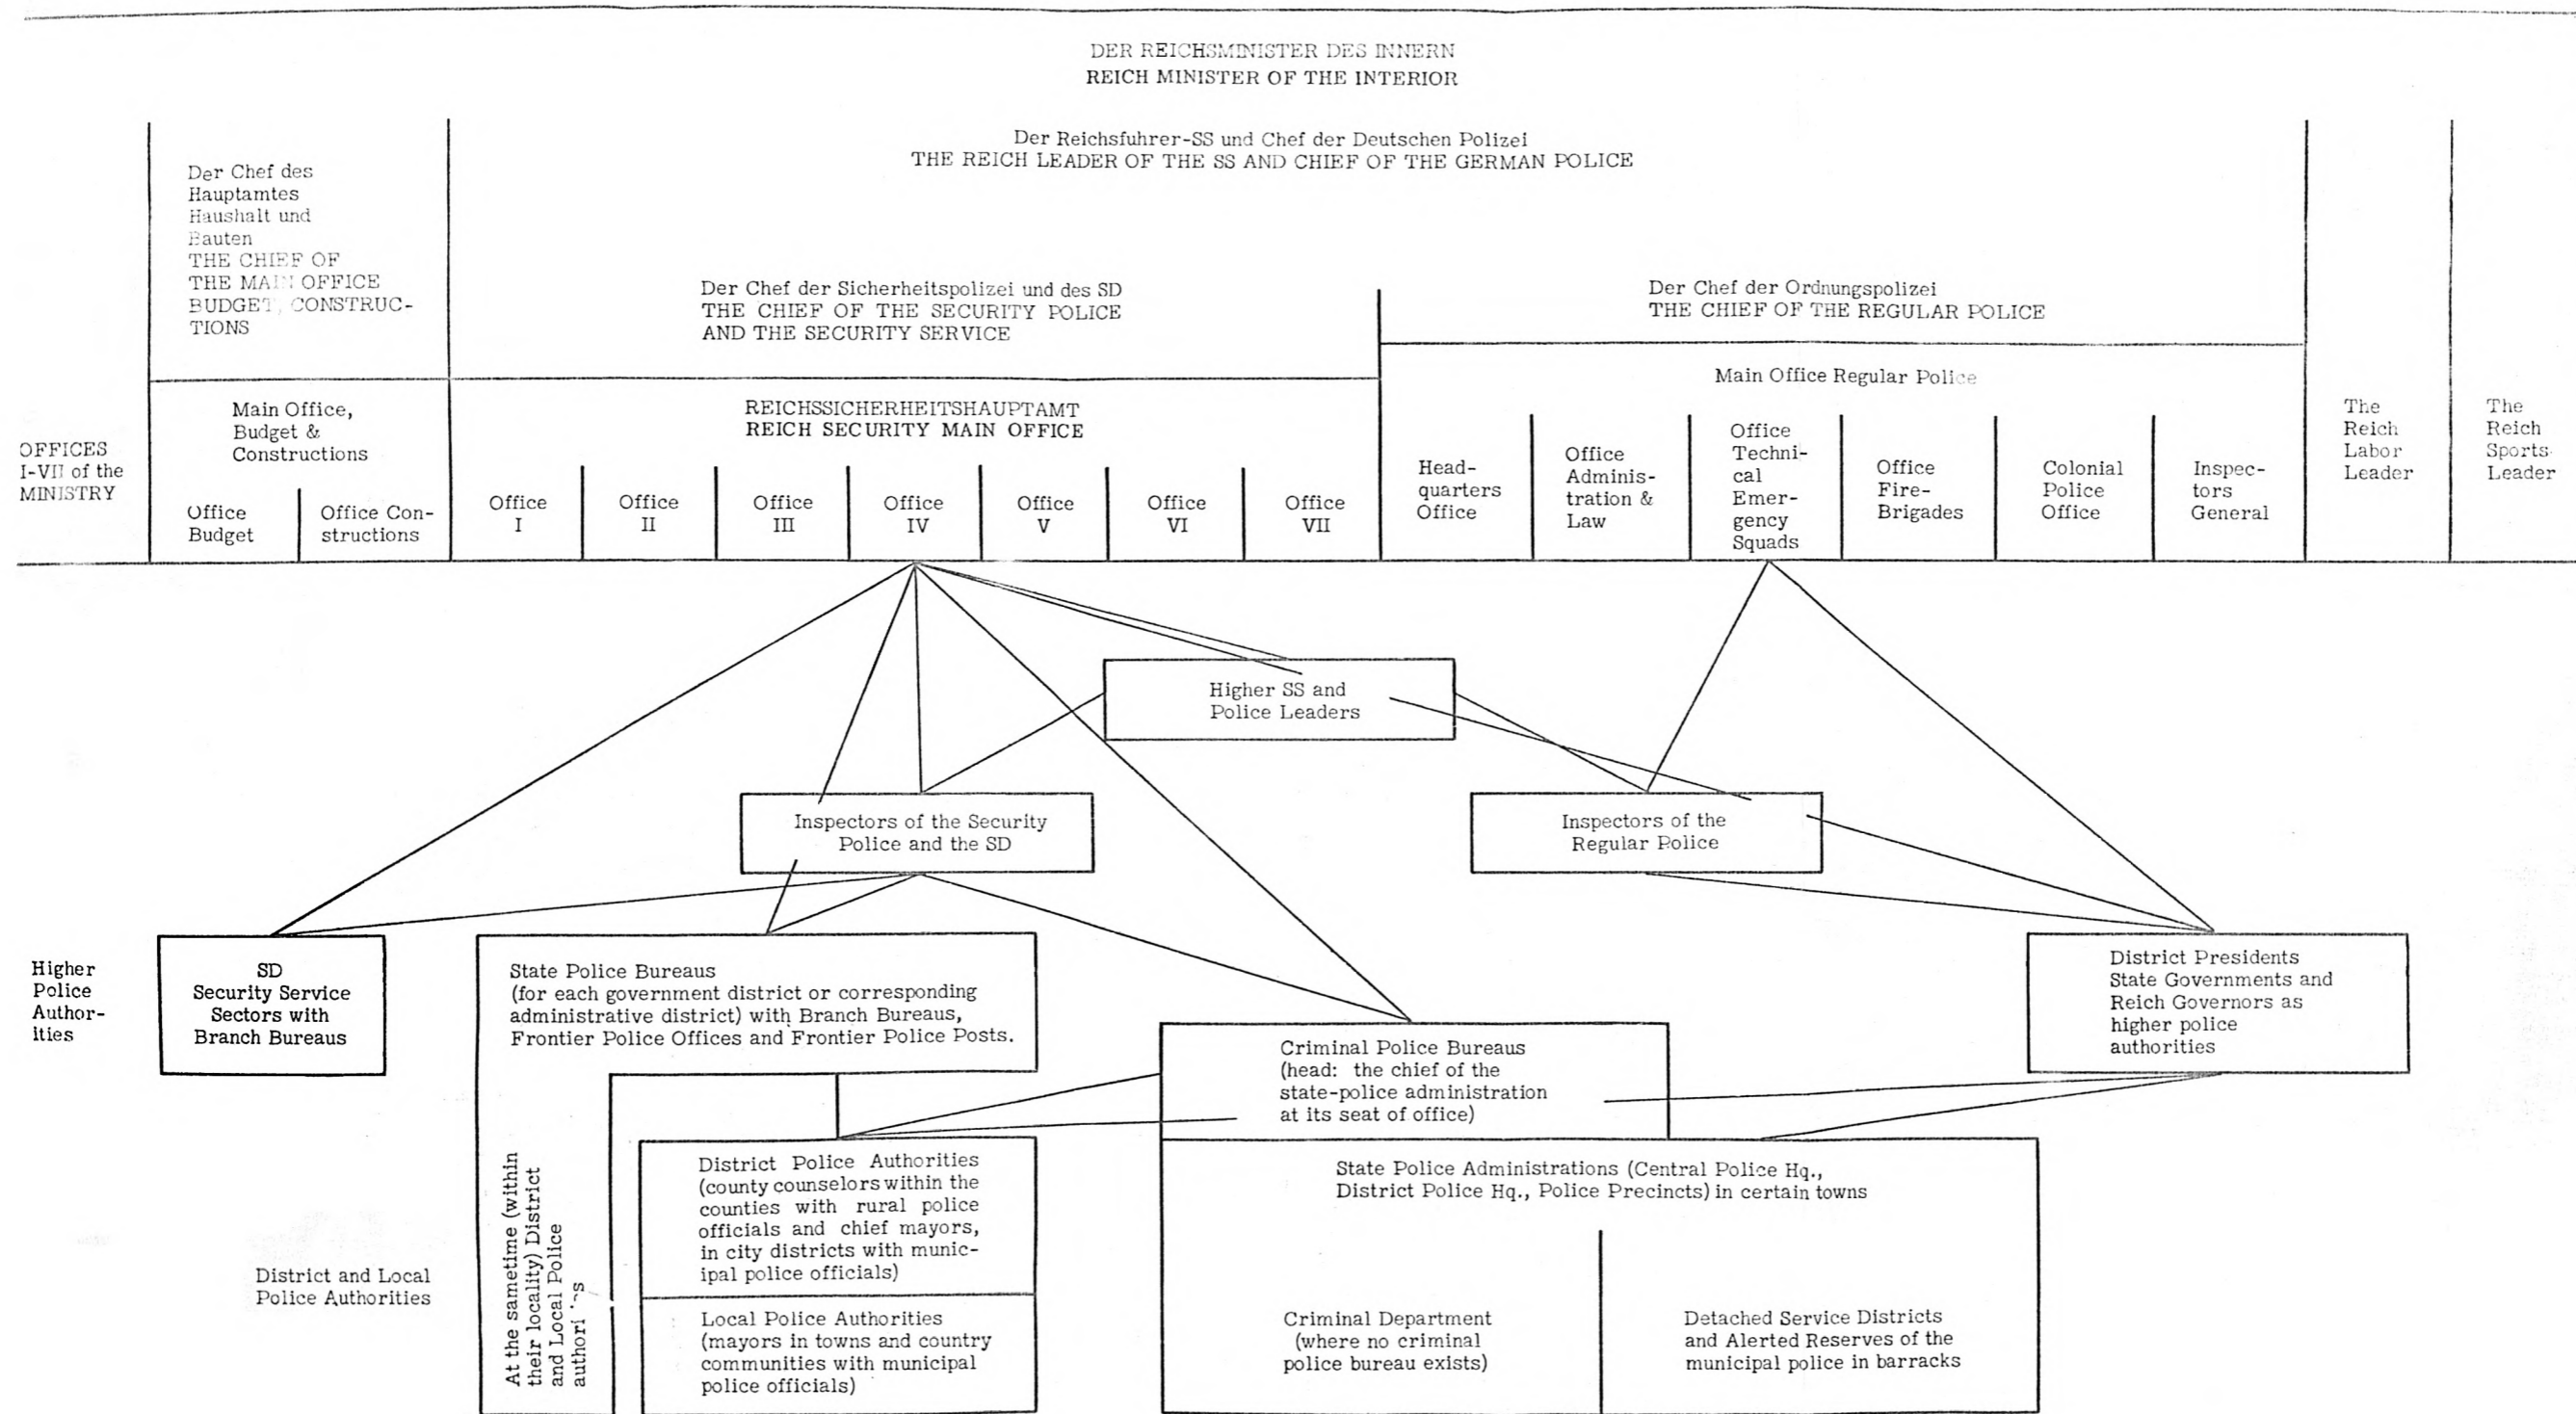 DER REICHSMINISTER DES INNERN
REICH MINISTER OF THE INTERIOR
Der Reichsfuhrer-SS und Chef der Deutschen Polizei
THE REICH LEADER OF THE SS AND CHIEF OF THE GERMAN POLICE
Der Chef des
Hauptamtes
Haushalt und
Bauten
THE CHIEF OF
THE MAIN OFFICE
BUDGET, CONSTRUC-
TIONS
Der Chef der Sicherheitspolizei und des SD
THE CHIEF OF THE SECURITY POLICE
AND THE SECURITY SERVICE
Der Chef der Ordnungspolizei
THE CHIEF OF THE REGULAR POLICE
OFFICES
I-VII of the
MINISTRY
Main Office,
Budget &
Constructions
Office
Budget
Office Con-
structions
REICHSSICHERHEITSHAUPTAMT
REICH SECURITY MAIN OFFICE
Office
I
Office
II
Office
III
Office
IV
Office
V
Office
VI
Office
VII
Main Office Regular Police
Head-
quarters
Office
Office
Adminis-
tration &
Law
Office
Techni-
cal
Emer-
gency
Squads
Office
Fire-
Brigades
Colonial
Police
Office
Inspec-
tors
General
The
Reich
Labor
Leader
The
Reich
Sports
Leader
Higher SS and
Police Leaders
Inspectors of the Security
Police and the SD
Inspectors of the
Regular Police
Higher
Police
Author-
ities
SD
Security Service
Sectors with
Branch Bureaus
State Police Bureaus
(for each government district or corresponding
administrative district) with Branch Bureaus,
Frontier Police Offices and Frontier Police Posts.
At the sametime (within
their locality) District
and Local Police
Criminal Police Bureaus
(head: the chief of the
state-police administration
at its seat of office)
District Presidents
State Governments and
Reich Governors as
higher police
authorities
District and Local
Police Authorities
District Police Authorities
(county counselors within the
counties with rural police
officials and chief mayors,
in city districts with munic-
ipal police officials)
Local Police Authorities
(mayors in towns and country
communities with municipal
police officials)
State Police Administrations (Central Police Hq.,
District Police Hq., Police Precincts) in certain towns
Criminal Department
(where no criminal
police bureau exists)
Detached Service Districts
and Alerted Reserves of the
municipal police in barracks